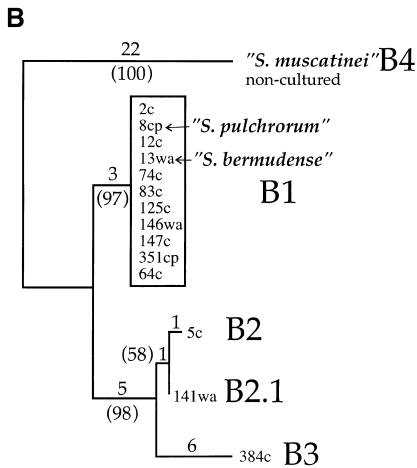 B
22
(100)
"S. muscatinei" B4
non-cultured
2c
8cp "S. pulchrorum"
12c
13wa "S. bermudense"
74c
83c
125c
146wa
147c
351cp
64c
3
(97)
B1
1
5c B2
(58) 1
141wa B2.1
5
(98)
6
384c B3